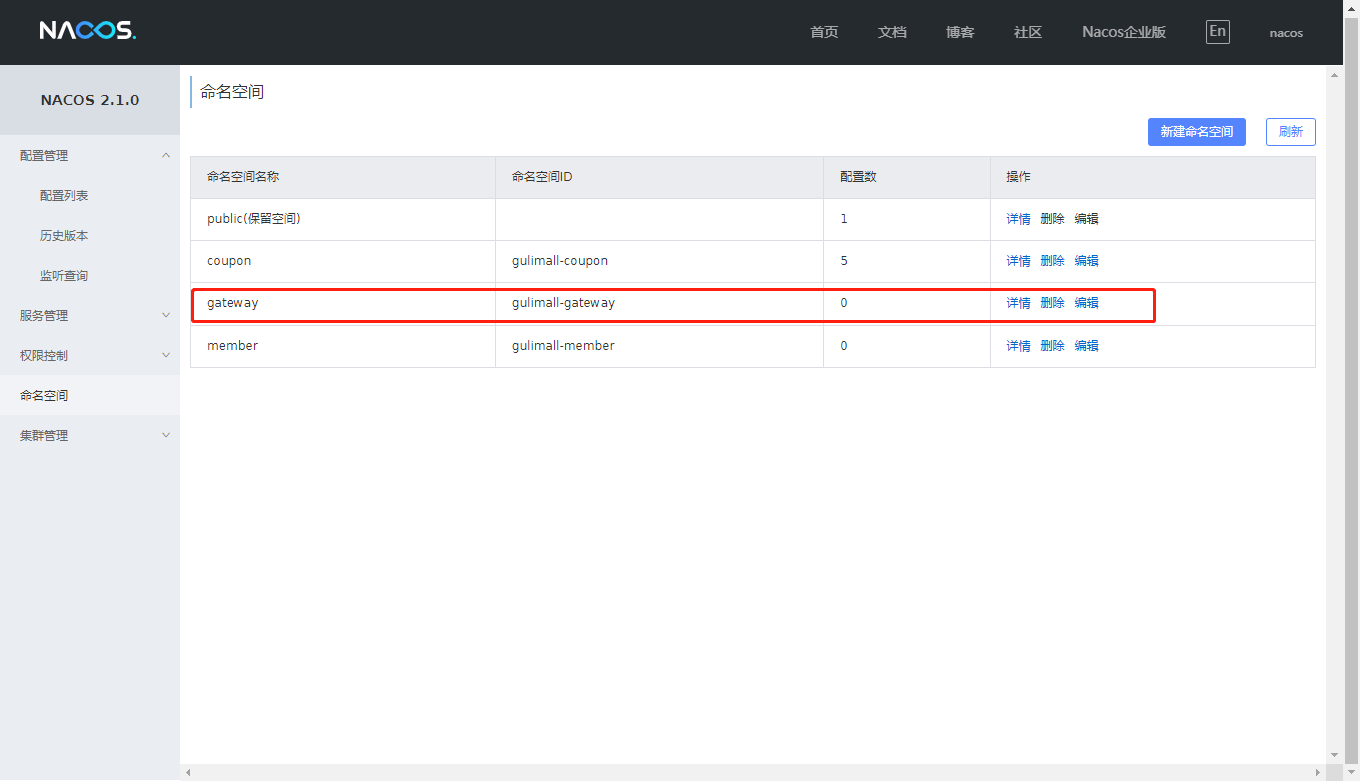 NACOS.
首页 文档 博客 社区 Nacos企业版 En nacos
NACOS 2.1.0
配置管理
配置列表
历史版本
监听查询
服务管理
权限控制
命名空间
集群管理
命名空间
新建命名空间 刷新
命名空间名称 命名空间ID 配置数 操作
public(保留空间) 1 详情 删除 编辑
coupon gulimall-coupon 5 详情 删除 编辑
gateway gulimall-gateway 0 详情 删除 编辑
member gulimall-member 0 详情 删除 编辑